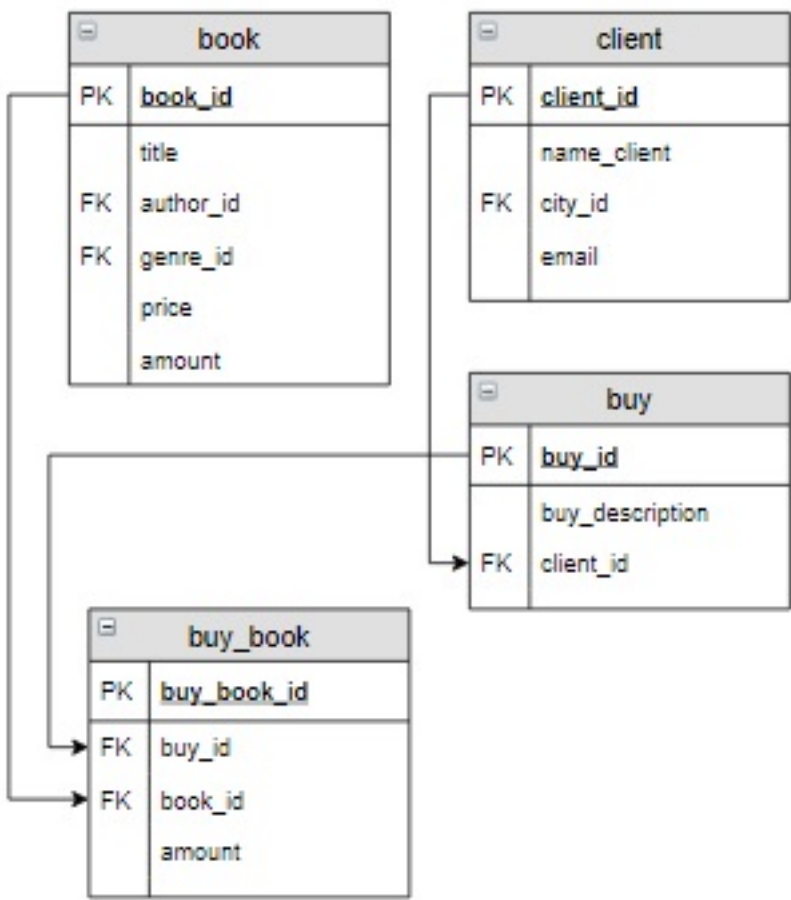 book
PK book_id
title
FK author_id
FK genre_id
price
amount
client
PK client_id
name_client
FK city_id
email
buy
PK buy_id
buy_description
FK client_id
buy_book
PK buy_book_id
FK buy_id
FK book_id
amount